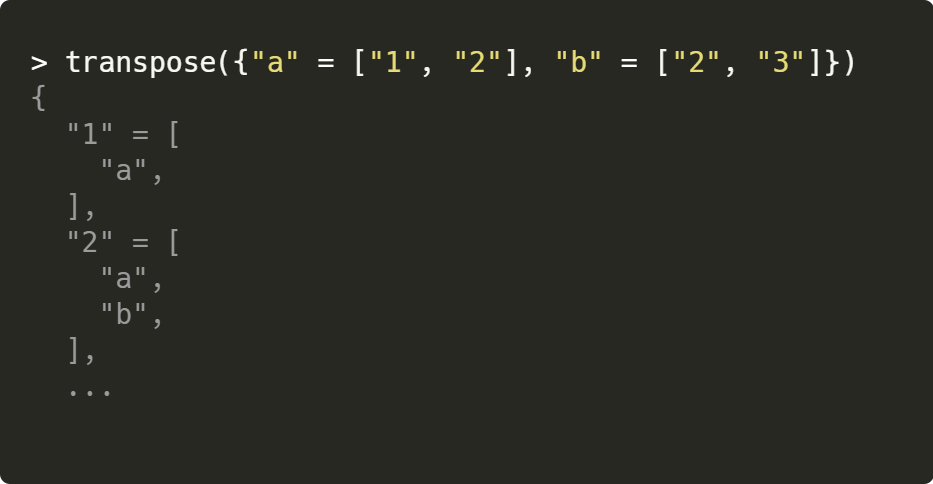 > transpose({"a" = ["1", "2"], "b" = ["2", "3"]})
{
  "1" = [
    "a",
  ],
  "2" = [
    "a",
    "b",
  ],
  ...